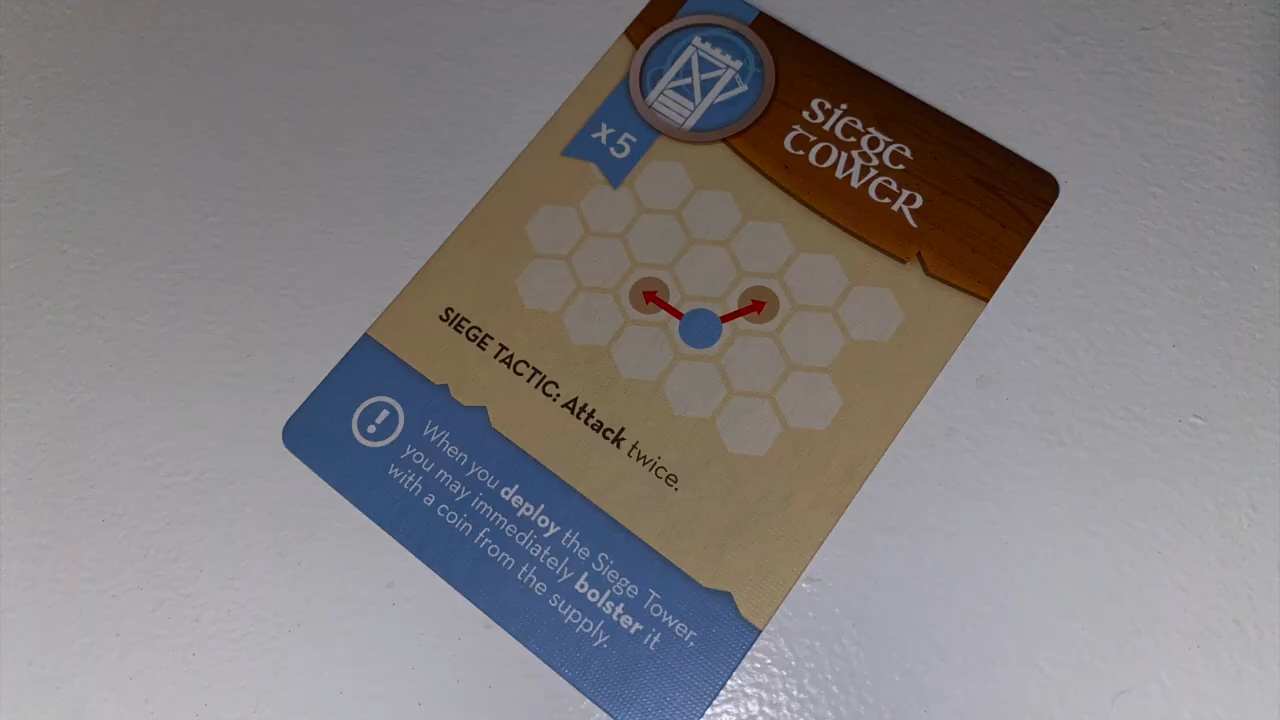 siege
tower
x5
SIEGE TACTIC: Attack twice.
When you deploy the Siege Tower,
you may immediately bolster it
with a coin from the supply.